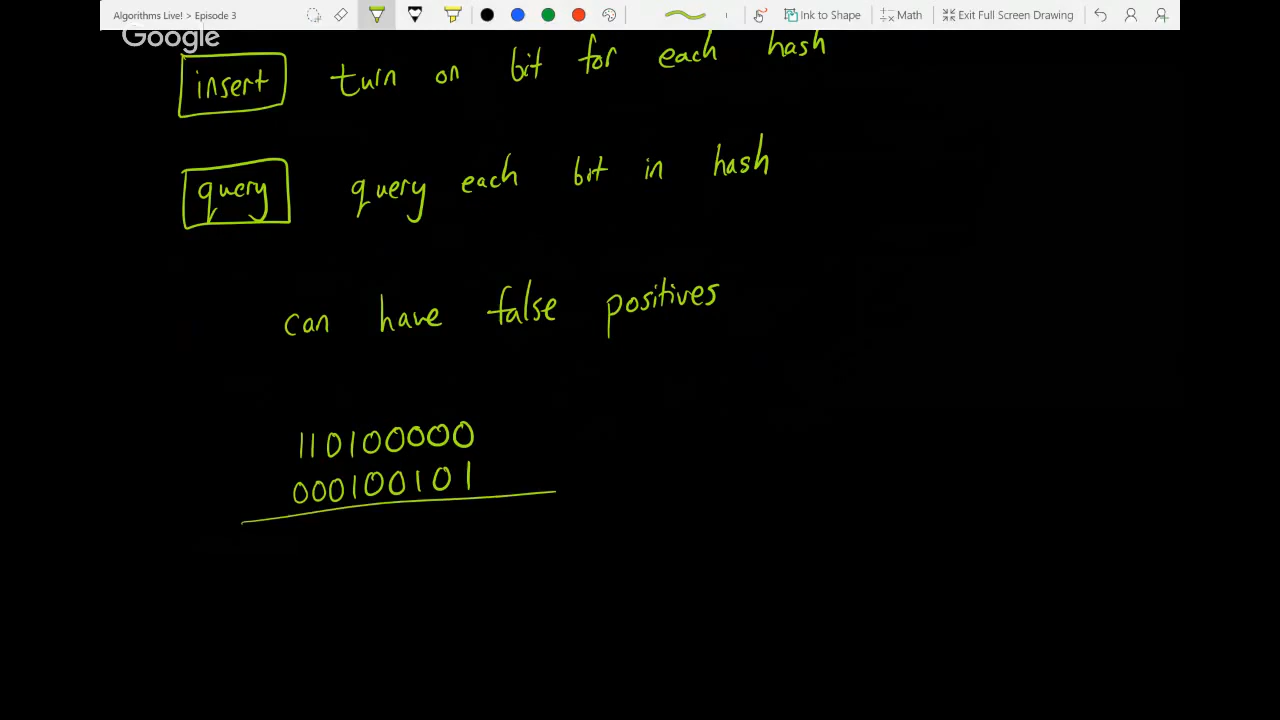 Algorithms Live! > Episode 3
Ink to Shape
Math
Exit Full Screen Drawing
Google
insert turn on bit for each hash
query query each bit in hash
can have false positives
110100000
000100101